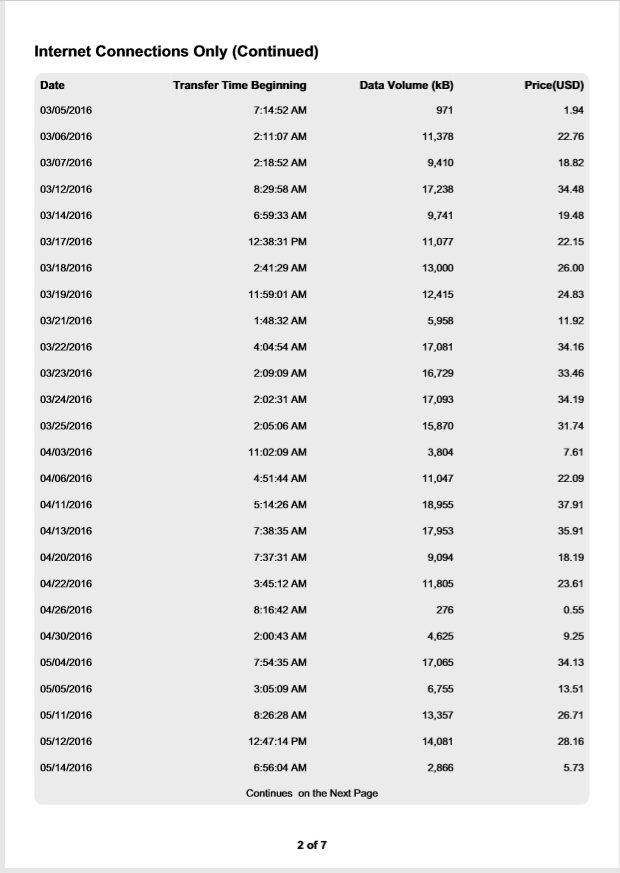 Internet Connections Only (Continued)
Date Transfer Time Beginning Data Volume (kB) Price(USD)
03/05/2016 7:14:52 AM 971 1.94
03/06/2016 2:11:07 AM 11,378 22.76
03/07/2016 2:18:52 AM 9,410 18.82
03/12/2016 8:29:58 AM 17,238 34.48
03/14/2016 6:59:33 AM 9,741 19.48
03/17/2016 12:38:31 PM 11,077 22.15
03/18/2016 2:41:29 AM 13,000 26.00
03/19/2016 11:59:01 AM 12,415 24.83
03/21/2016 1:48:32 AM 5,958 11.92
03/22/2016 4:04:54 AM 17,081 34.16
03/23/2016 2:09:09 AM 16,729 33.46
03/24/2016 2:02:31 AM 17,093 34.19
03/25/2016 2:05:06 AM 15,870 31.74
04/03/2016 11:02:09 AM 3,804 7.61
04/06/2016 4:51:44 AM 11,047 22.09
04/11/2016 5:14:26 AM 18,955 37.91
04/13/2016 7:38:35 AM 17,953 35.91
04/20/2016 7:37:31 AM 9,094 18.19
04/22/2016 3:45:12 AM 11,805 23.61
04/26/2016 8:16:42 AM 276 0.55
04/30/2016 2:00:43 AM 4,625 9.25
05/04/2016 7:54:35 AM 17,065 34.13
05/05/2016 3:05:09 AM 6,755 13.51
05/11/2016 8:26:28 AM 13,357 26.71
05/12/2016 12:47:14 PM 14,081 28.16
05/14/2016 6:56:04 AM 2,866 5.73
Continues on the Next Page
2 of 7